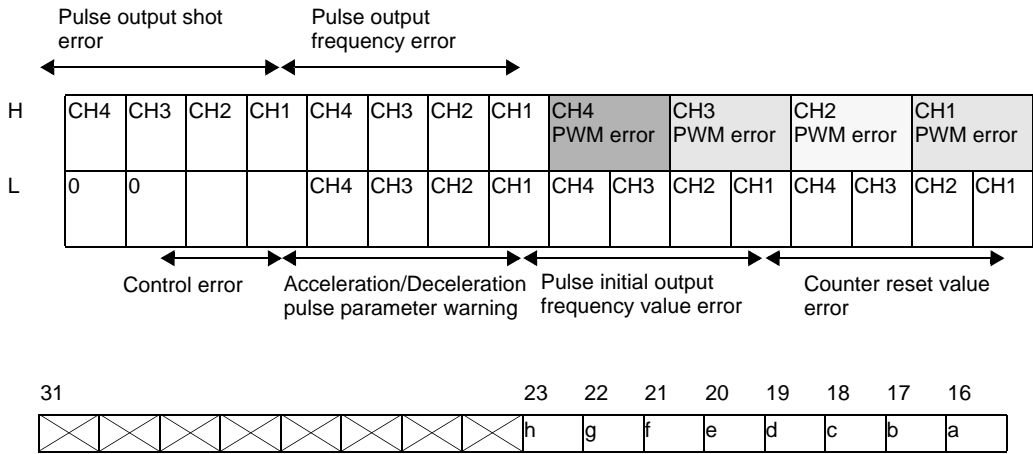 Pulse output shot error
Pulse output frequency error
H CH4 CH3 CH2 CH1 CH4 CH3 CH2 CH1 CH4 PWM error CH3 PWM error CH2 PWM error CH1 PWM error
L 0 0 CH4 CH3 CH2 CH1 CH4 CH3 CH2 CH1 CH4 CH3 CH2 CH1
Control error
Acceleration/Deceleration pulse parameter warning
Pulse initial output frequency value error
Counter reset value error
31 23 22 21 20 19 18 17 16
h g f e d c b a